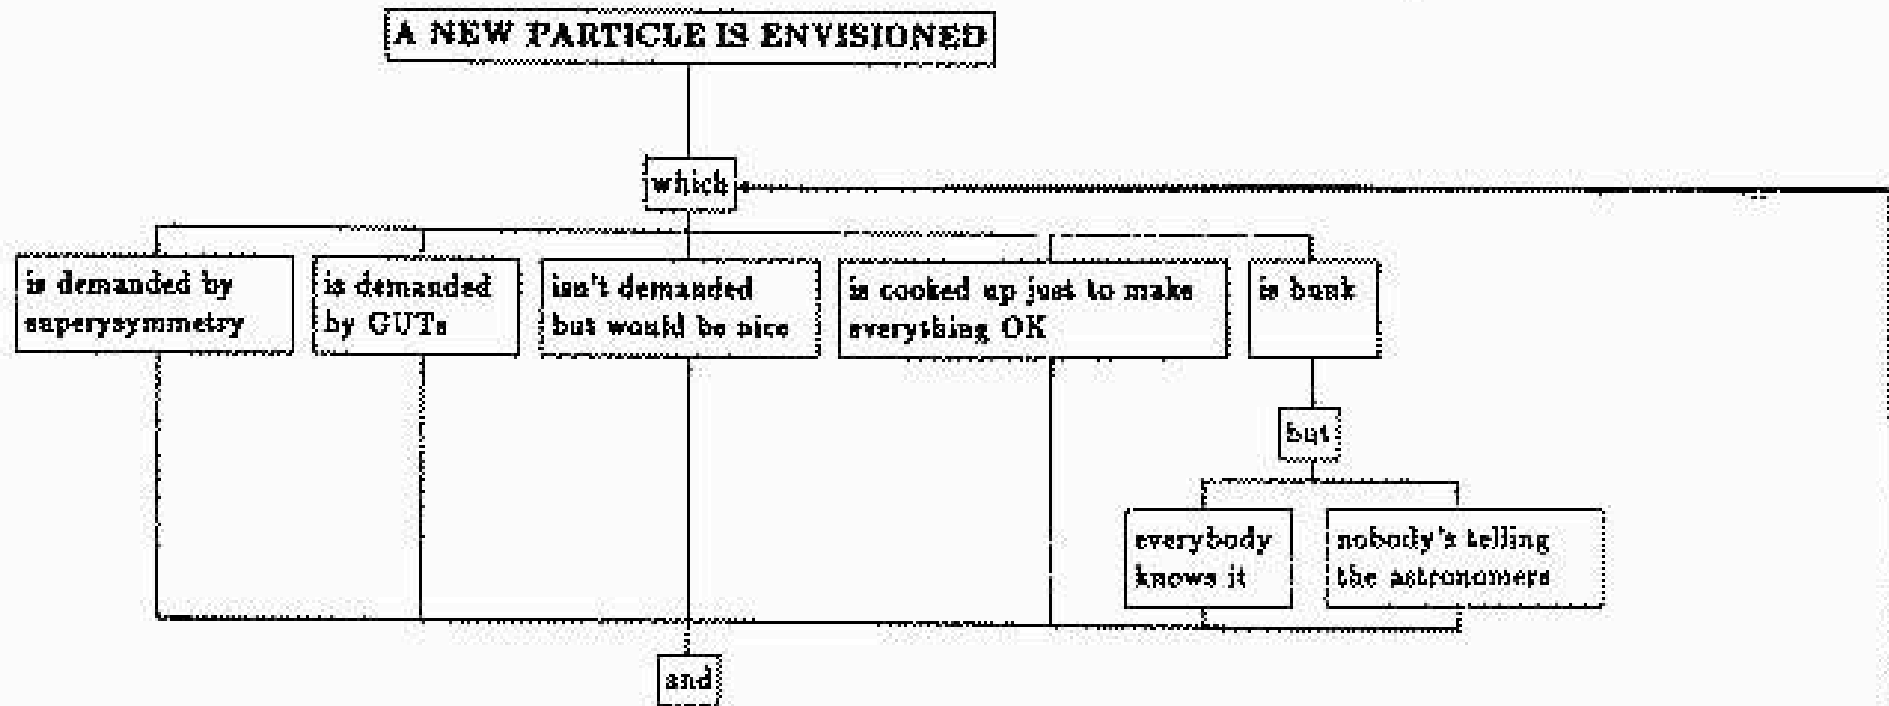 A NEW PARTICLE IS ENVISIONED
which
is demanded by
supersymmetry
is demanded
by GUTs
isn't demanded
but would be nice
is cooked up just to make
everything OK
is bunk
but
everybody
knows it
nobody's telling
the astronomers
and